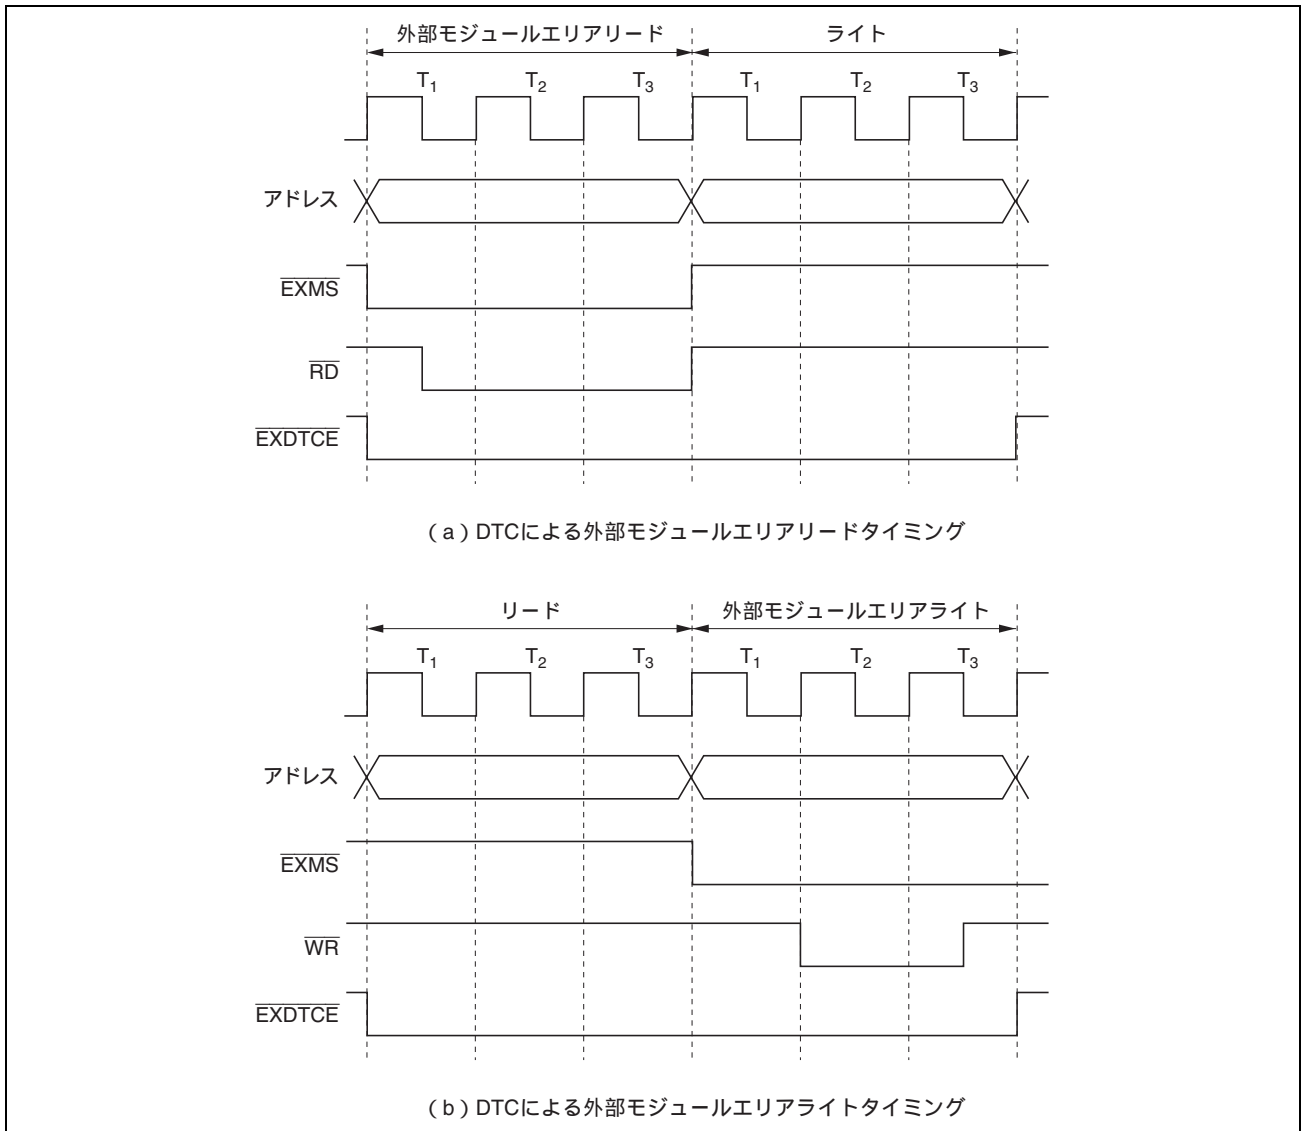 外部モジュールエリアリード ライト
T1 T2 T3 T1 T2 T3
アドレス
EXMS
RD
EXDTCE
(a)DTCによる外部モジュールエリアリードタイミング
リード 外部モジュールエリアライト
T1 T2 T3 T1 T2 T3
アドレス
EXMS
WR
EXDTCE
(b)DTCによる外部モジュールエリアライトタイミング